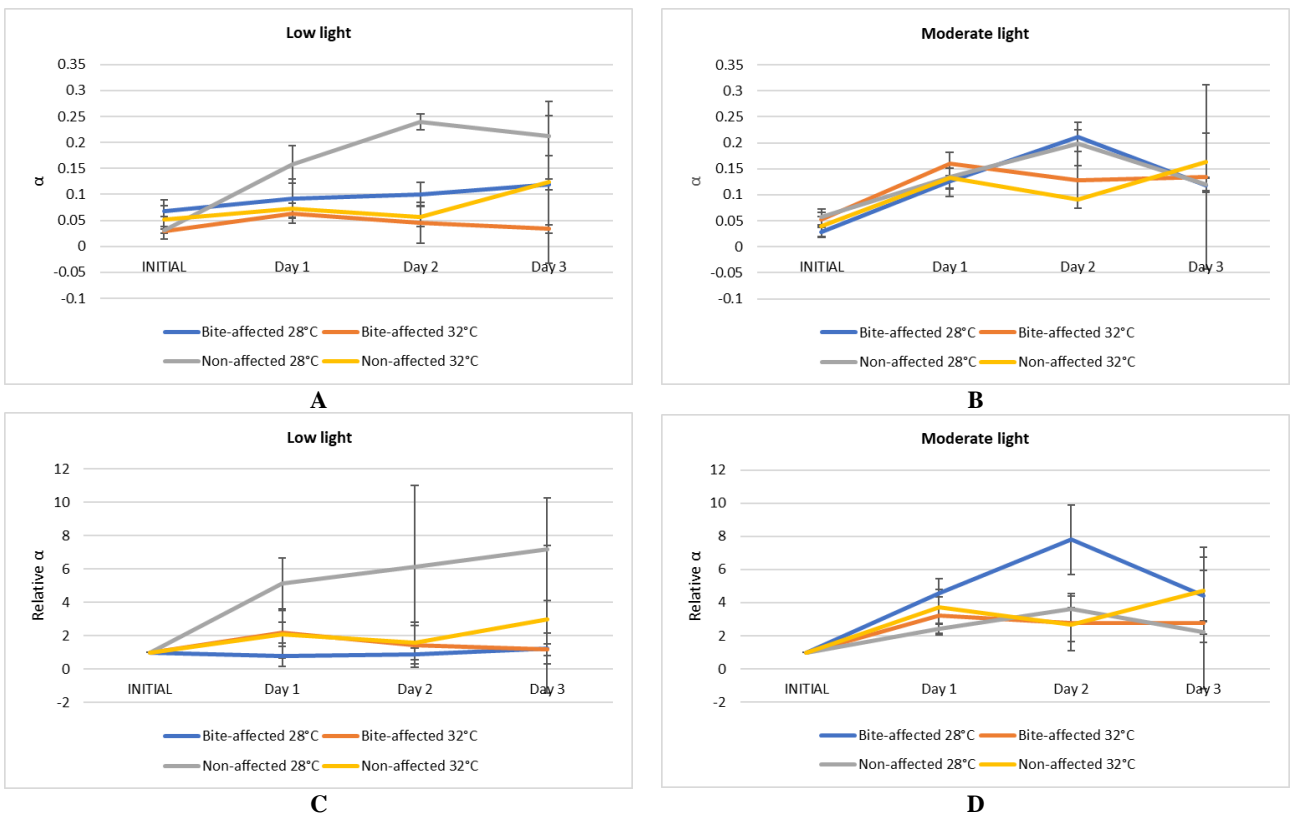 Low light
0.35
0.3
0.25
0.2
0.15
0.1
0.05
0
-0.05
-0.1
α
INITIAL Day 1 Day 2 Day 3
Bite-affected 28°C Bite-affected 32°C
Non-affected 28°C Non-affected 32°C
A
Moderate light
0.35
0.3
0.25
0.2
0.15
0.1
0.05
0
-0.05
-0.1
α
INITIAL Day 1 Day 2 Day 3
Bite-affected 28°C Bite-affected 32°C
Non-affected 28°C Non-affected 32°C
B
Low light
12
10
8
6
4
2
0
-2
Relative α
INITIAL Day 1 Day 2 Day 3
Bite-affected 28°C Bite-affected 32°C
Non-affected 28°C Non-affected 32°C
C
Moderate light
12
10
8
6
4
2
0
-2
Relative α
INITIAL Day 1 Day 2 Day 3
Bite-affected 28°C Bite-affected 32°C
Non-affected 28°C Non-affected 32°C
D